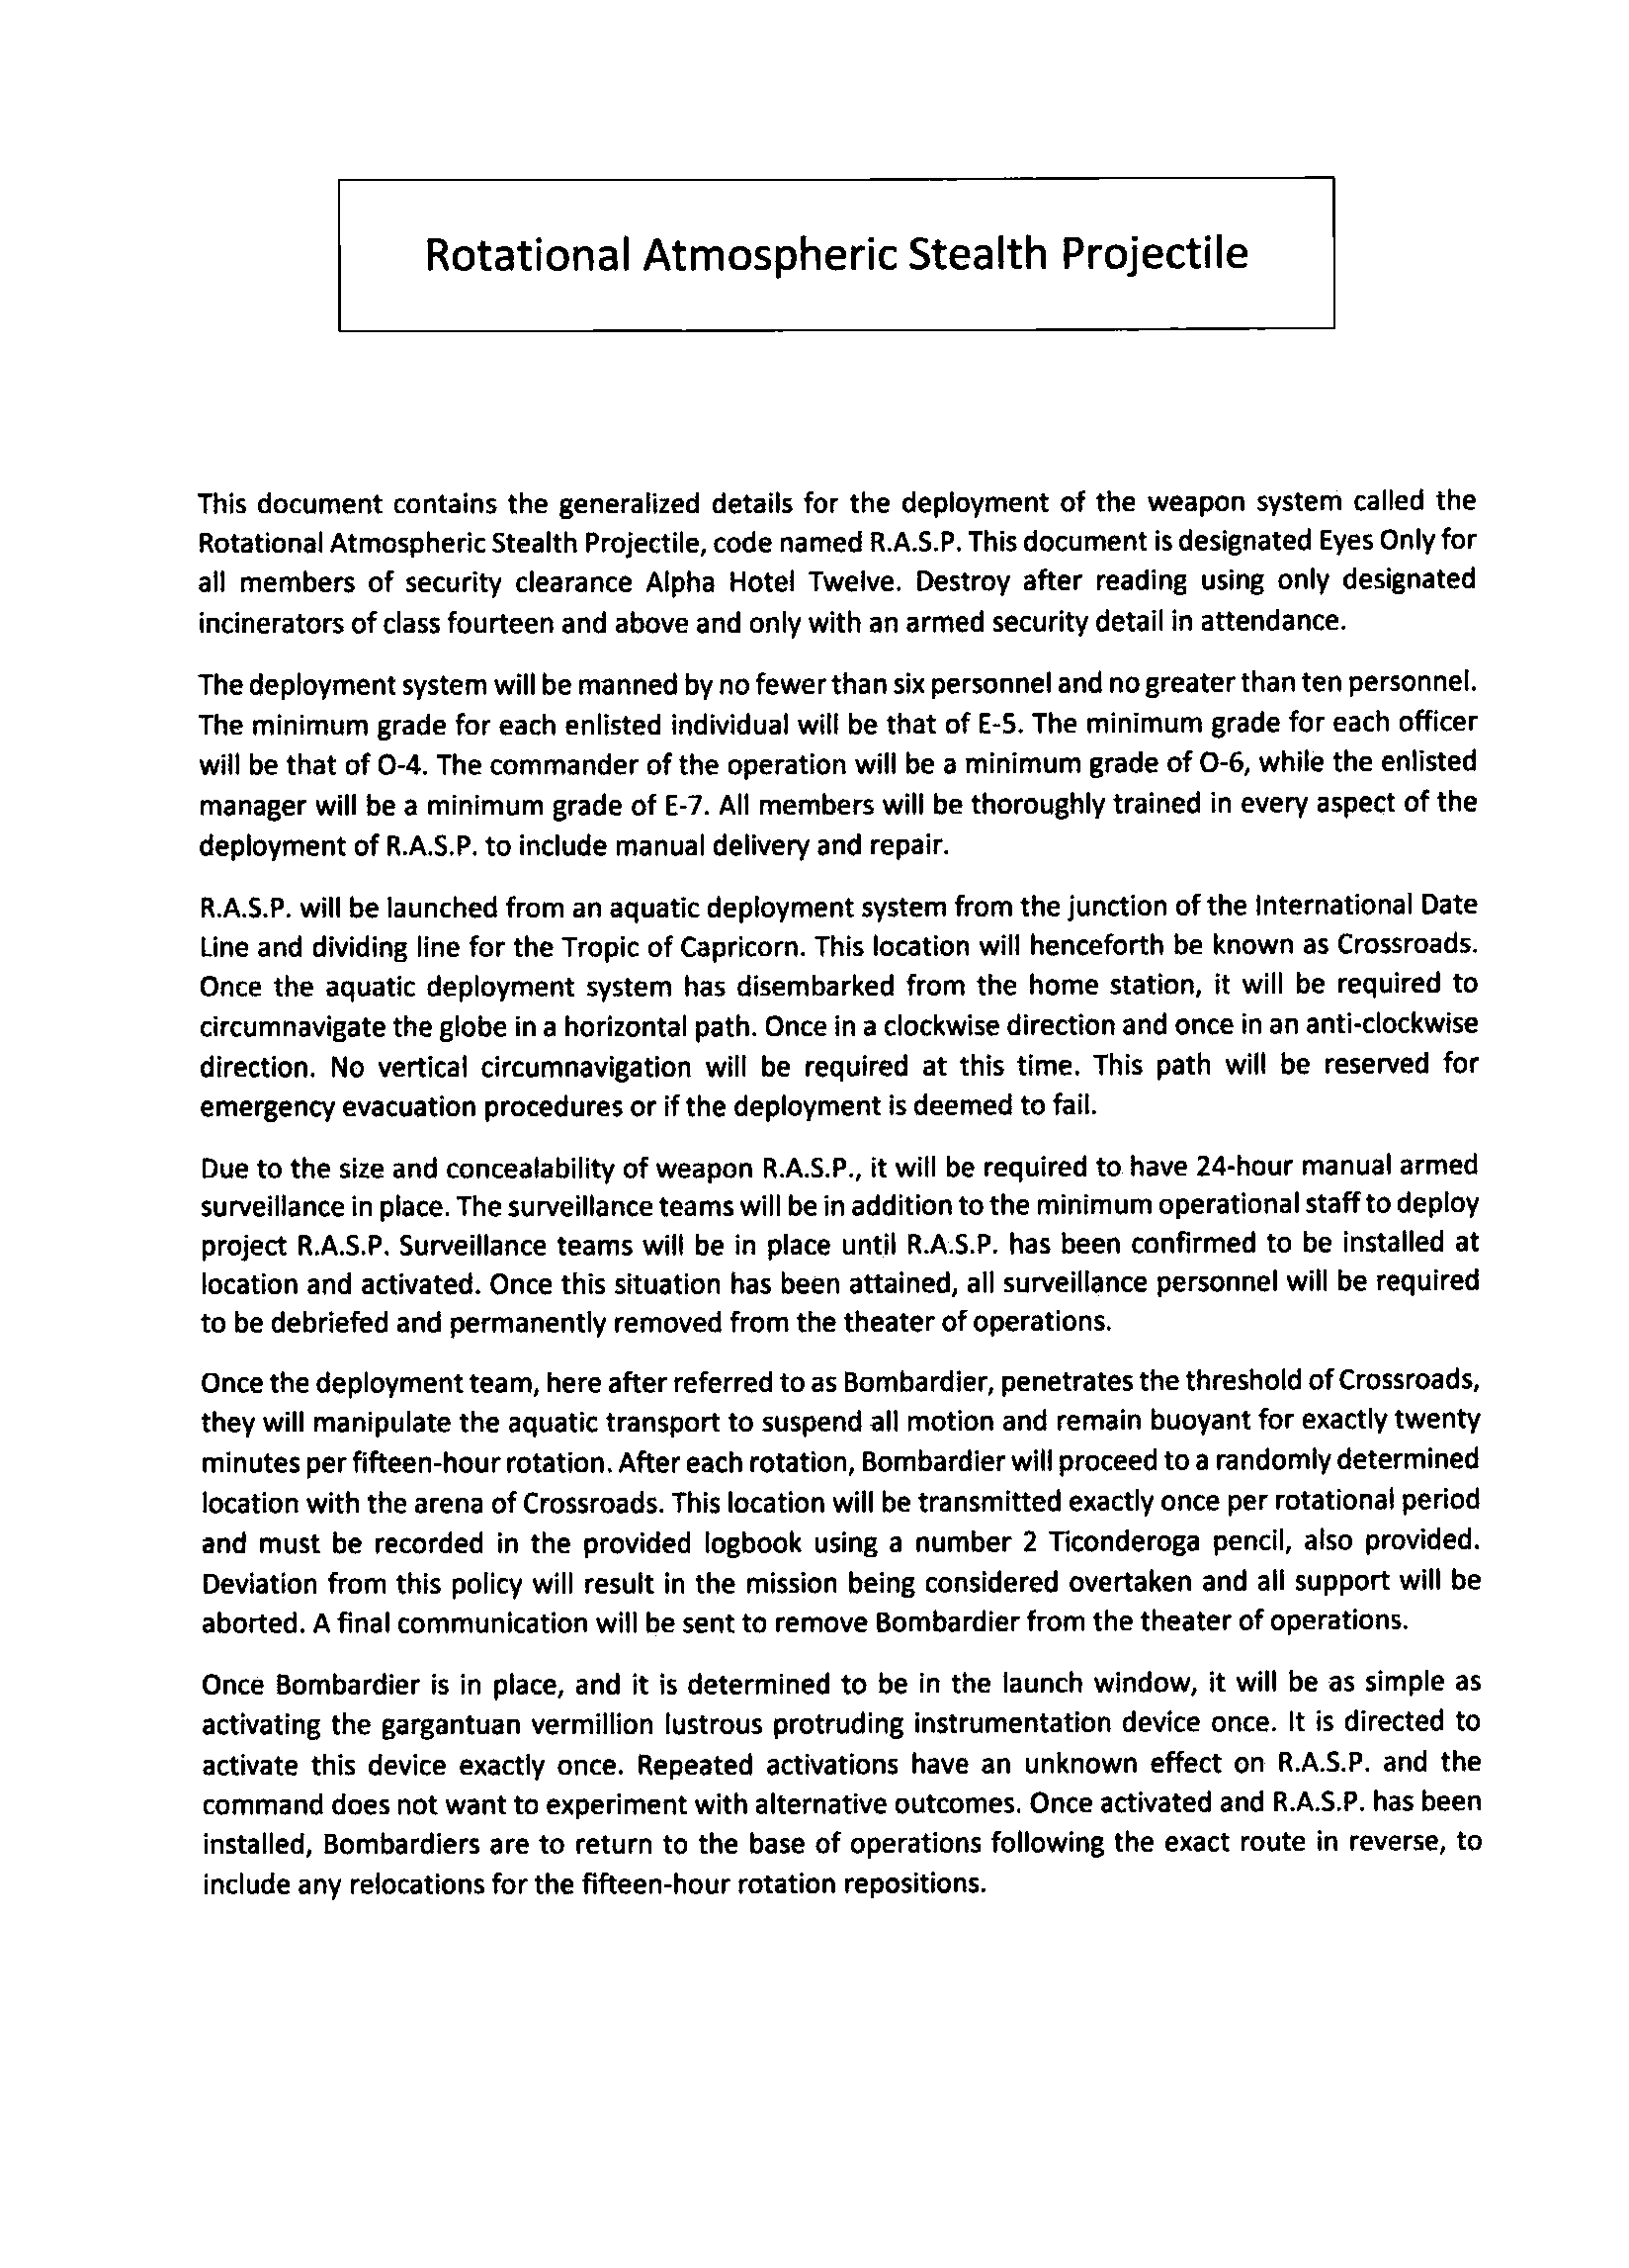 Rotational Atmospheric Stealth Projectile
This document contains the generalized details for the deployment of the weapon system called the
Rotational Atmospheric Stealth Projectile, code named R.A.S.P. This document is designated Eyes Only for
all members of security clearance Alpha Hotel Twelve. Destroy after reading using only designated
incinerators of class fourteen and above and only with an armed security detail in attendance.
The deployment system will be manned by no fewer than six personnel and no greater than ten personnel.
The minimum grade for each enlisted individual will be that of E-5. The minimum grade for each officer
will be that of O-4. The commander of the operation will be a minimum grade of O-6, while the enlisted
manager will be a minimum grade of E-7. All members will be thoroughly trained in every aspect of the
deployment of R.A.S.P. to include manual delivery and repair.
R.A.S.P. will be launched from an aquatic deployment system from the junction of the International Date
Line and dividing line for the Tropic of Capricorn. This location will henceforth be known as Crossroads.
Once the aquatic deployment system has disembarked from the home station, it will be required to
circumnavigate the globe in a horizontal path. Once in a clockwise direction and once in an anti-clockwise
direction. No vertical circumnavigation will be required at this time. This path will be reserved for
emergency evacuation procedures or if the deployment is deemed to fail.
Due to the size and concealability of weapon R.A.S.P., it will be required to have 24-hour manual armed
surveillance in place. The surveillance teams will be in addition to the minimum operational staff to deploy
project R.A.S.P. Surveillance teams will be in place until R.A.S.P. has been confirmed to be installed at
location and activated. Once this situation has been attained, all surveillance personnel will be required
to be debriefed and permanently removed from the theater of operations.
Once the deployment team, here after referred to as Bombardier, penetrates the threshold of Crossroads,
they will manipulate the aquatic transport to suspend all motion and remain buoyant for exactly twenty
minutes per fifteen-hour rotation. After each rotation, Bombardier will proceed to a randomly determined
location with the arena of Crossroads. This location will be transmitted exactly once per rotational period
and must be recorded in the provided logbook using a number 2 Ticonderoga pencil, also provided.
Deviation from this policy will result in the mission being considered overtaken and all support will be
aborted. A final communication will be sent to remove Bombardier from the theater of operations.
Once Bombardier is in place, and it is determined to be in the launch window, it will be as simple as
activating the gargantuan vermillion lustrous protruding instrumentation device once. It is directed to
activate this device exactly once. Repeated activations have an unknown effect on R.A.S.P. and the
command does not want to experiment with alternative outcomes. Once activated and R.A.S.P. has been
installed, Bombardiers are to return to the base of operations following the exact route in reverse, to
include any relocations for the fifteen-hour rotation repositions.